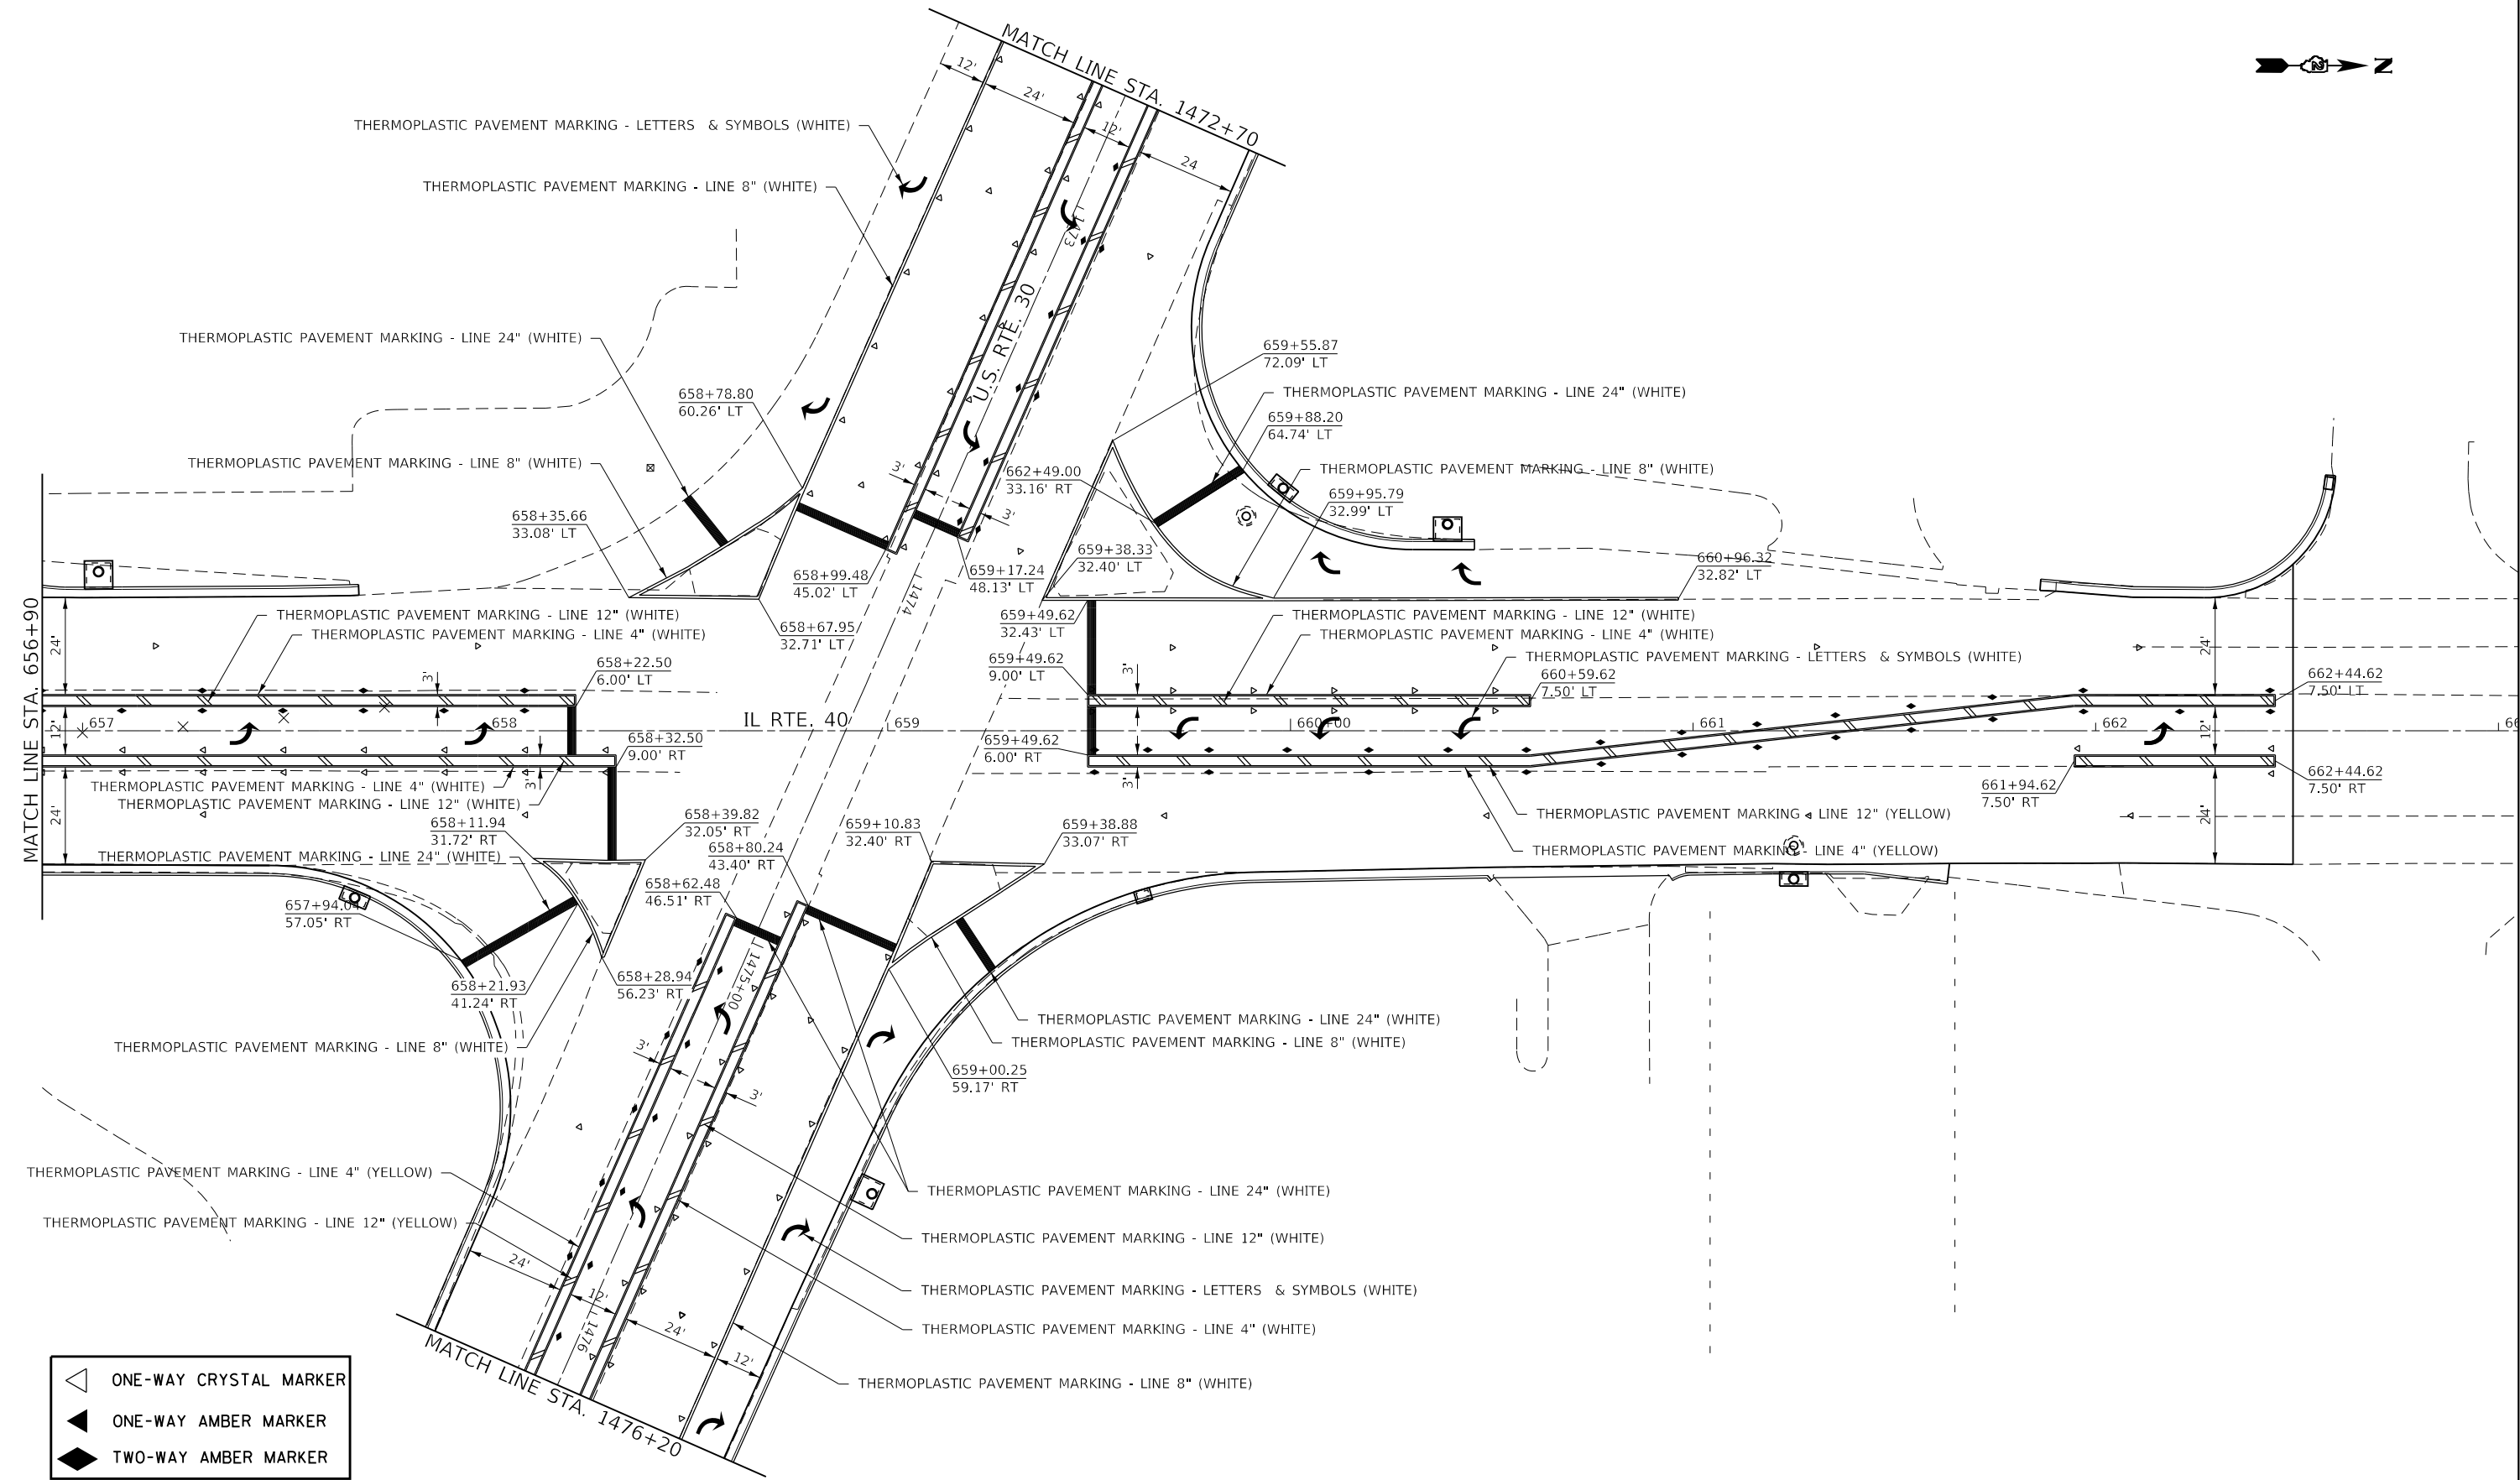 MATCH LINE STA. 1472+70
N
12'
24'
12'
24
THERMOPLASTIC PAVEMENT MARKING - LETTERS & SYMBOLS (WHITE)
THERMOPLASTIC PAVEMENT MARKING - LINE 8" (WHITE)
1473
U.S. RTE. 30
THERMOPLASTIC PAVEMENT MARKING - LINE 24" (WHITE)
659+55.87
72.09' LT
658+78.80
60.26' LT
THERMOPLASTIC PAVEMENT MARKING - LINE 24" (WHITE)
659+88.20
64.74' LT
THERMOPLASTIC PAVEMENT MARKING - LINE 8" (WHITE)
3'
662+49.00
33.16' RT
THERMOPLASTIC PAVEMENT MARKING - LINE 8" (WHITE)
659+95.79
32.99' LT
658+35.66
33.08' LT
3'
659+38.33
32.40' LT
658+99.48
45.02' LT
659+17.24
48.13' LT
660+96.32
32.82' LT
1474
MATCH LINE STA. 656+90
24'
THERMOPLASTIC PAVEMENT MARKING - LINE 12" (WHITE)
THERMOPLASTIC PAVEMENT MARKING - LINE 4" (WHITE)
658+67.95
32.71' LT
659+49.62
32.43' LT
THERMOPLASTIC PAVEMENT MARKING - LINE 12" (WHITE)
THERMOPLASTIC PAVEMENT MARKING - LINE 4" (WHITE)
24'
658+22.50
6.00' LT
3'
659+49.62
9.00' LT
3'
THERMOPLASTIC PAVEMENT MARKING - LETTERS & SYMBOLS (WHITE)
660+59.62
7.50' LT
662+44.62
7.50' LT
12'
657
658
IL RTE. 40
659
660+00
661
662
12'
658+32.50
9.00' RT
659+49.62
6.00' RT
3'
3'
THERMOPLASTIC PAVEMENT MARKING - LINE 4" (WHITE)
THERMOPLASTIC PAVEMENT MARKING - LINE 12" (WHITE)
24'
661+94.62
7.50' RT
662+44.62
7.50' RT
24'
658+11.94
31.72' RT
658+39.82
32.05' RT
658+80.24
43.40' RT
659+10.83
32.40' RT
659+38.88
33.07' RT
THERMOPLASTIC PAVEMENT MARKING - LINE 12" (YELLOW)
THERMOPLASTIC PAVEMENT MARKING - LINE 4" (YELLOW)
THERMOPLASTIC PAVEMENT MARKING - LINE 24" (WHITE)
657+94.04
57.05' RT
658+62.48
46.51' RT
658+21.93
41.24' RT
658+28.94
56.23' RT
1475+00
THERMOPLASTIC PAVEMENT MARKING - LINE 24" (WHITE)
THERMOPLASTIC PAVEMENT MARKING - LINE 8" (WHITE)
THERMOPLASTIC PAVEMENT MARKING - LINE 8" (WHITE)
3'
3'
659+00.25
59.17' RT
THERMOPLASTIC PAVEMENT MARKING - LINE 4" (YELLOW)
THERMOPLASTIC PAVEMENT MARKING - LINE 24" (WHITE)
THERMOPLASTIC PAVEMENT MARKING - LINE 12" (YELLOW)
THERMOPLASTIC PAVEMENT MARKING - LINE 12" (WHITE)
24'
12'
THERMOPLASTIC PAVEMENT MARKING - LETTERS & SYMBOLS (WHITE)
1476
24'
12'
THERMOPLASTIC PAVEMENT MARKING - LINE 4" (WHITE)
THERMOPLASTIC PAVEMENT MARKING - LINE 8" (WHITE)
MATCH LINE STA. 1476+20
ONE-WAY CRYSTAL MARKER
ONE-WAY AMBER MARKER
TWO-WAY AMBER MARKER